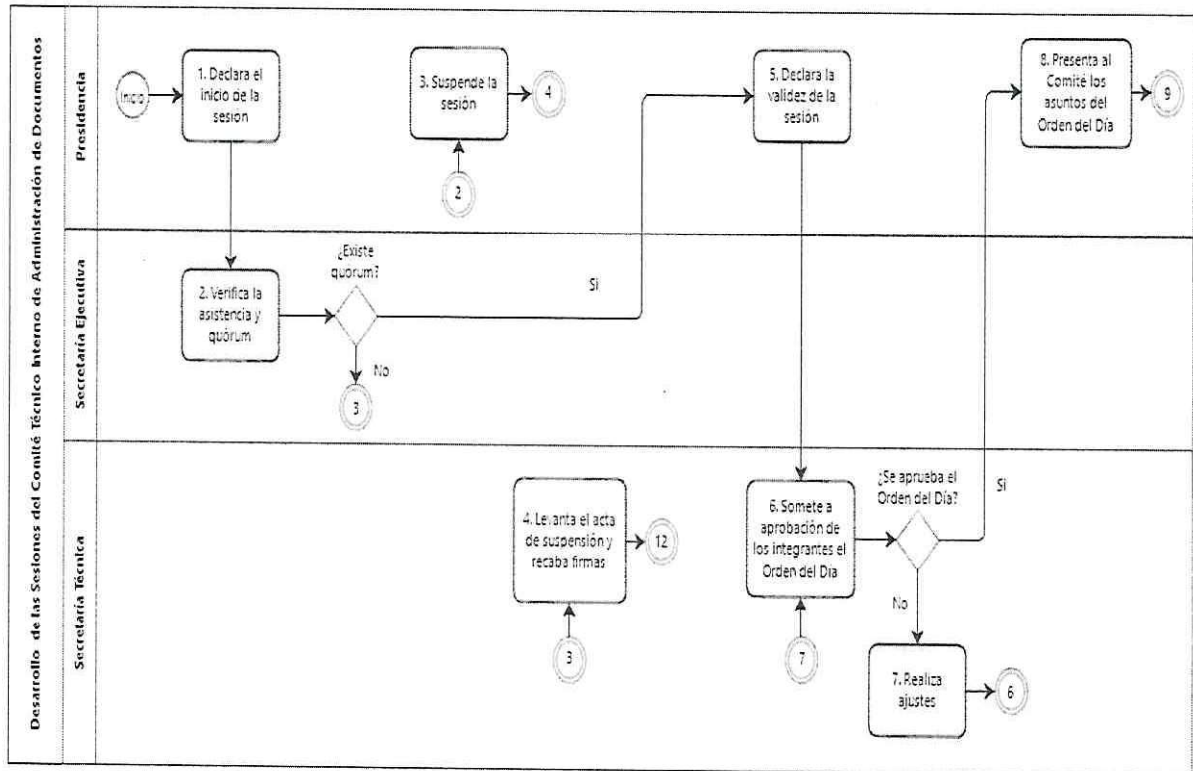 Desarrollo de las Sesiones del Comité Técnico Interno de Administración de Documentos
Presidencia
Inicio
1. Declara el
inicio de la
sesión
3. Suspende la
sesión
4
2
5. Declara la
validez de la
sesión
8. Presenta al
Comité los
asuntos del
Orden del Día
9
Secretaría Ejecutiva
2. Verifica la
asistencia y
quórum
¿Existe
quorum?
Si
No
3
Secretaría Técnica
4. Levanta el acta
de suspensión y
recaba firmas
12
3
6. Somete a
aprobación de
los integrantes el
Orden del Día
7
¿Se aprueba el
Orden del Día?
Si
No
7. Realiza
ajustes
6